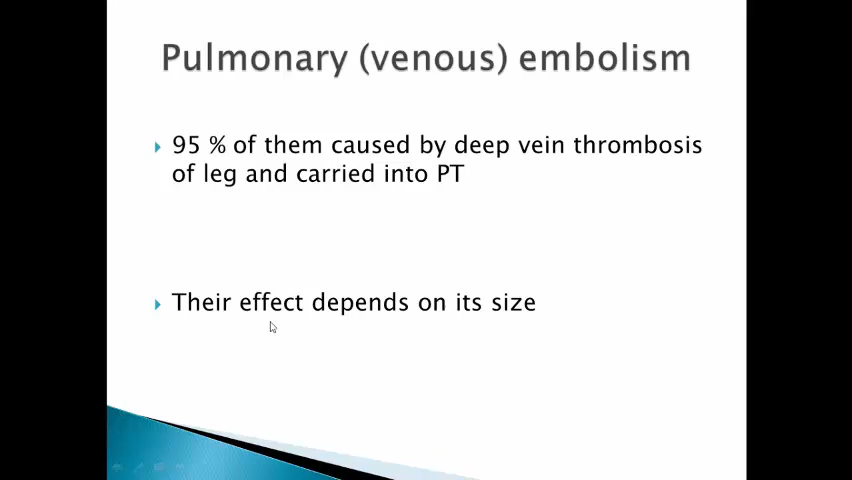 Pulmonary (venous) embolism
95 % of them caused by deep vein thrombosis
of leg and carried into PT
Their effect depends on its size